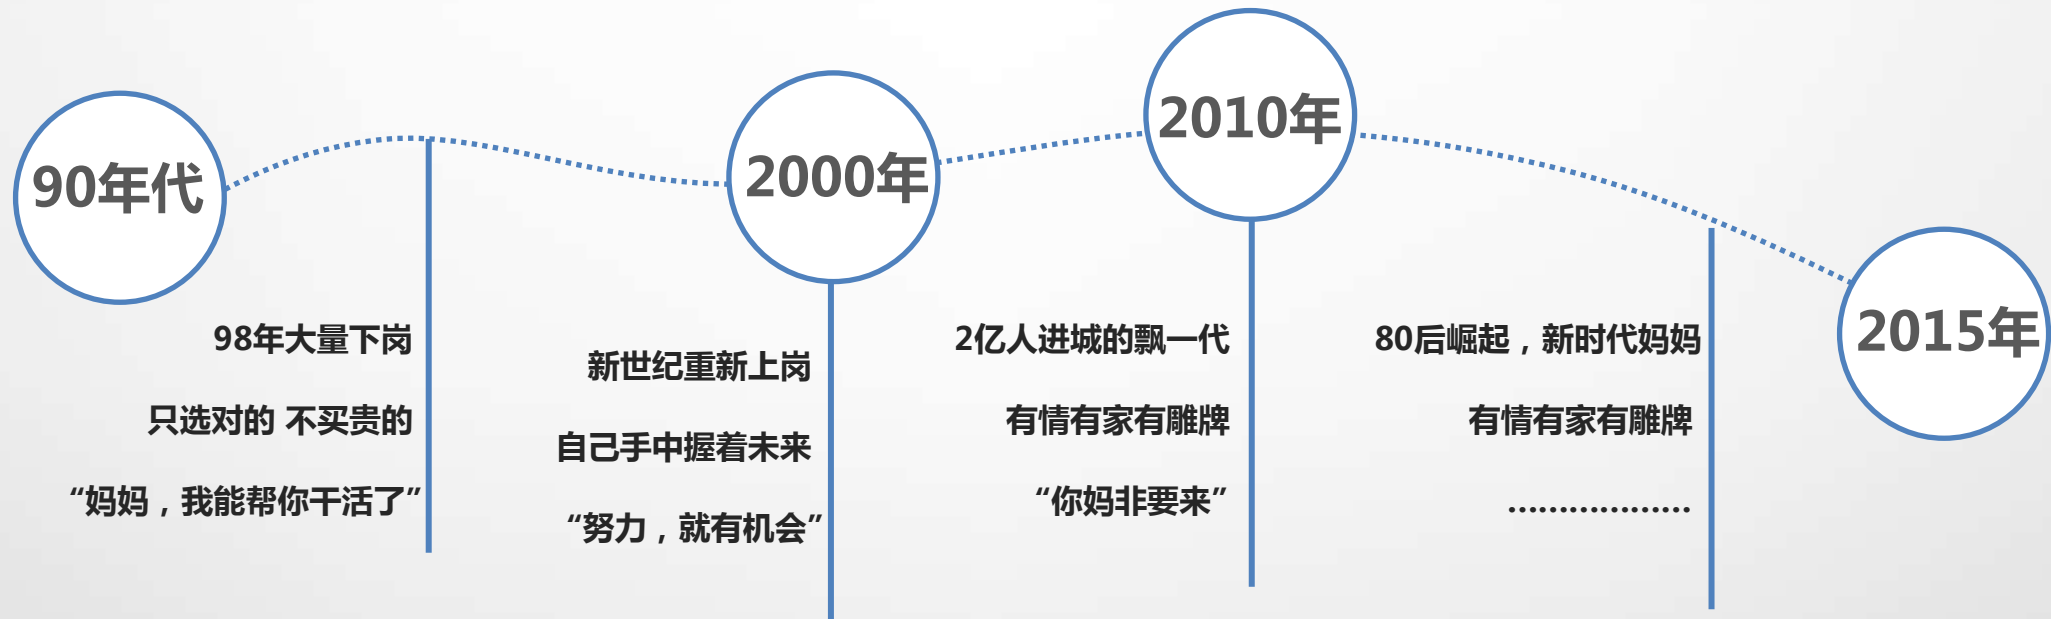 90年代
98年大量下岗
只选对的 不买贵的
“妈妈，我能帮你干活了”
2000年
新世纪重新上岗
自己手中握着未来
“努力，就有机会”
2010年
2亿人进城的飘一代
有情有家有雕牌
“你妈非要来”
80后崛起，新时代妈妈
有情有家有雕牌
………………
2015年